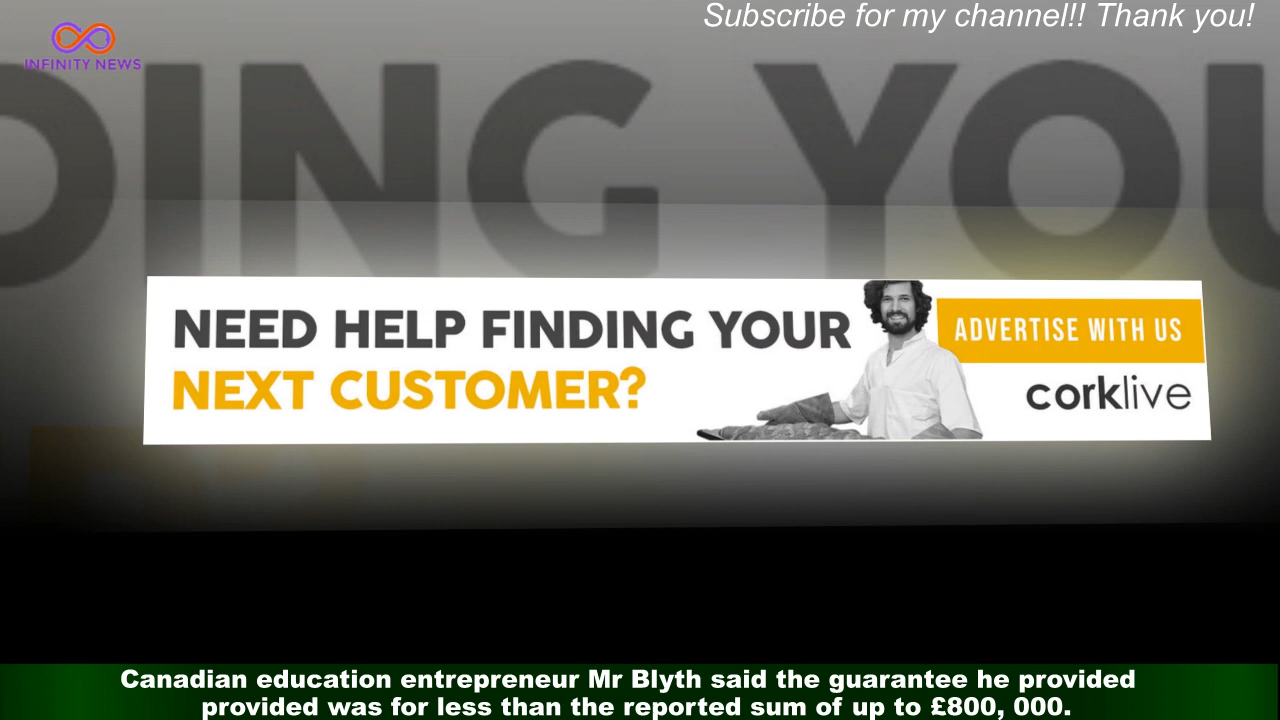 Subscribe for my channel!! Thank you!
INFINITY NEWS
DING YOU
NEED HELP FINDING YOUR
NEXT CUSTOMER?
ADVERTISE WITH US
corklive
Canadian education entrepreneur Mr Blyth said the guarantee he provided
provided was for less than the reported sum of up to £800, 000.